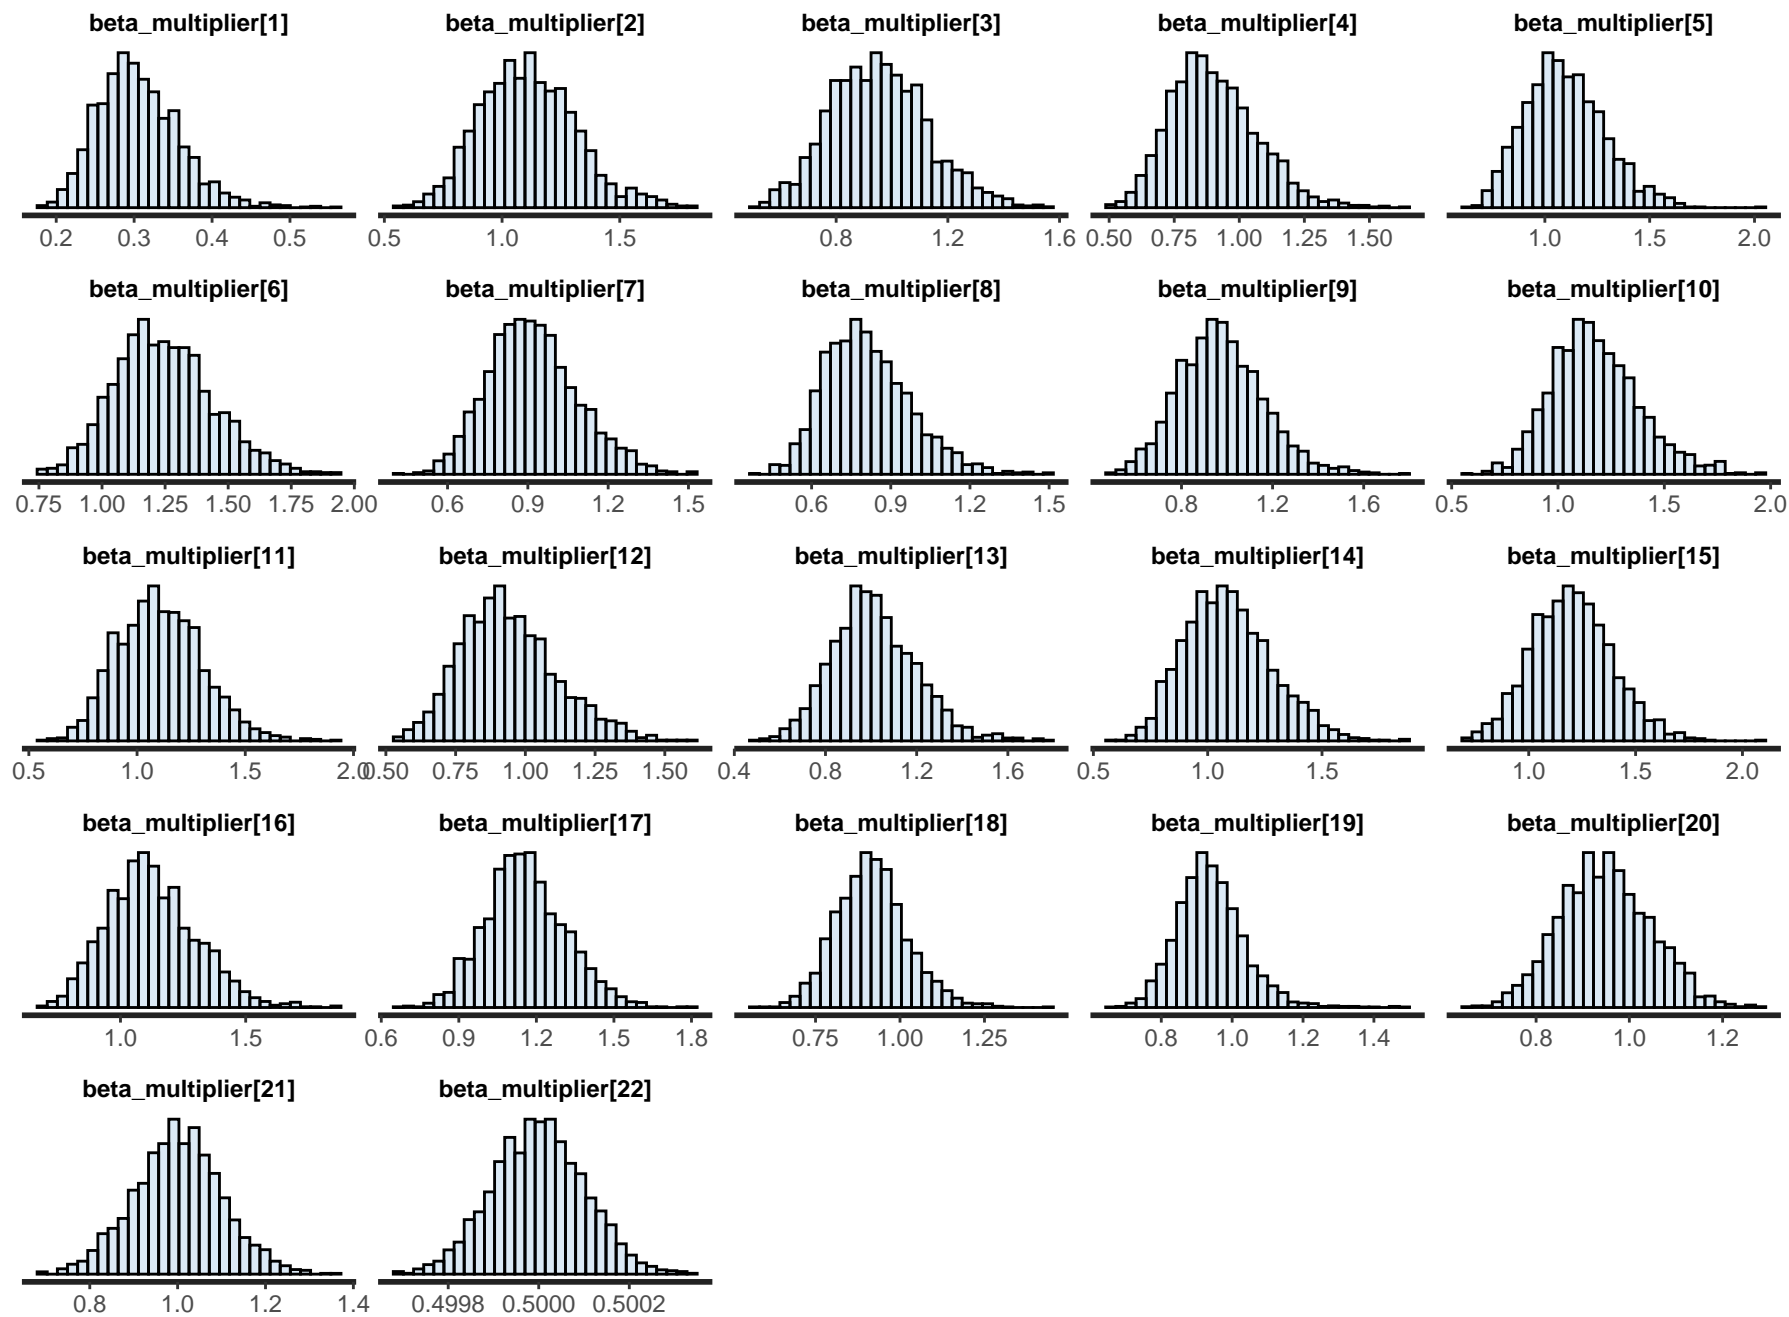 beta_multiplier[1] beta_multiplier[2] beta_multiplier[3] beta_multiplier[4] beta_multiplier[5]
0.2 0.3 0.4 0.5 0.5 1.0 1.5 0.8 1.2 1.6 0.50 0.75 1.00 1.25 1.50 1.0 1.5 2.0
beta_multiplier[6] beta_multiplier[7] beta_multiplier[8] beta_multiplier[9] beta_multiplier[10]
0.75 1.00 1.25 1.50 1.75 2.00 0.6 0.9 1.2 1.5 0.6 0.9 1.2 1.5 0.8 1.2 1.6 0.5 1.0 1.5 2.0
beta_multiplier[11] beta_multiplier[12] beta_multiplier[13] beta_multiplier[14] beta_multiplier[15]
0.5 1.0 1.5 2.0 0.50 0.75 1.00 1.25 1.50 0.4 0.8 1.2 1.6 0.5 1.0 1.5 1.0 1.5 2.0
beta_multiplier[16] beta_multiplier[17] beta_multiplier[18] beta_multiplier[19] beta_multiplier[20]
1.0 1.5 0.6 0.9 1.2 1.5 1.8 0.75 1.00 1.25 0.8 1.0 1.2 1.4 0.8 1.0 1.2
beta_multiplier[21] beta_multiplier[22]
0.8 1.0 1.2 1.4 0.4998 0.5000 0.5002